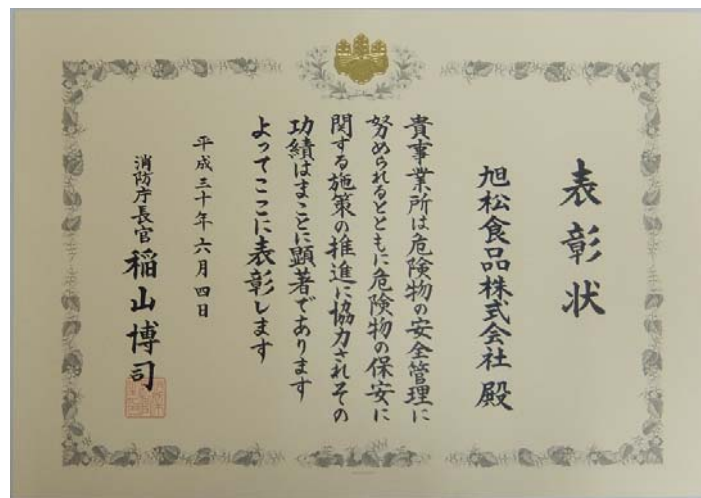 表彰状
旭松食品株式会社 殿
貴事業所は危険物の安全管理に
努められるとともに危険物の保安に
関する施策の推進に協力されその
功績はまことに顕著であります
よってここに表彰します
平成三十年六月四日
消防庁長官 稲山博司